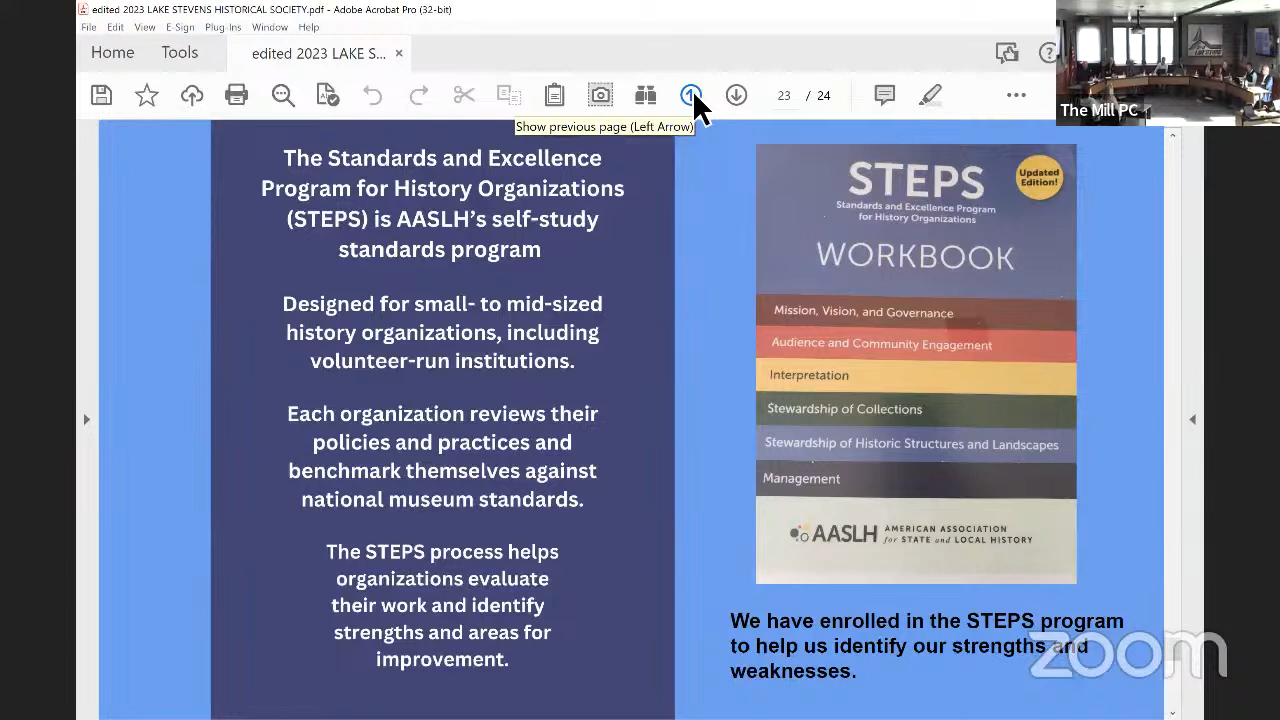 edited 2023 LAKE STEVENS HISTORICAL SOCIETY.pdf - Adobe Acrobat Pro (32-bit)
File Edit View E-Sign Plug-Ins Window Help
Home Tools edited 2023 LAKE S... ×
23 / 24
Show previous page (Left Arrow)
The Mill PC
The Standards and Excellence
Program for History Organizations
(STEPS) is AASLH’s self-study
standards program
Designed for small- to mid-sized
history organizations, including
volunteer-run institutions.
Each organization reviews their
policies and practices and
benchmark themselves against
national museum standards.
The STEPS process helps
organizations evaluate
their work and identify
strengths and areas for
improvement.
STEPS
Updated
Edition!
Standards and Excellence Program
for History Organizations
WORKBOOK
Mission, Vision, and Governance
Audience and Community Engagement
Interpretation
Stewardship of Collections
Stewardship of Historic Structures and Landscapes
Management
AASLH AMERICAN ASSOCIATION
for STATE and LOCAL HISTORY
We have enrolled in the STEPS program
to help us identify our strengths and
weaknesses.
zoom